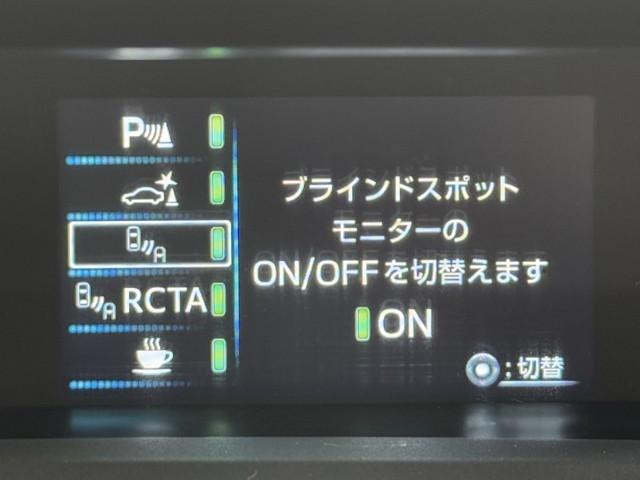 P
RCTA
ブラインドスポット
モニターの
ON/OFFを切替えます
ON
:切替